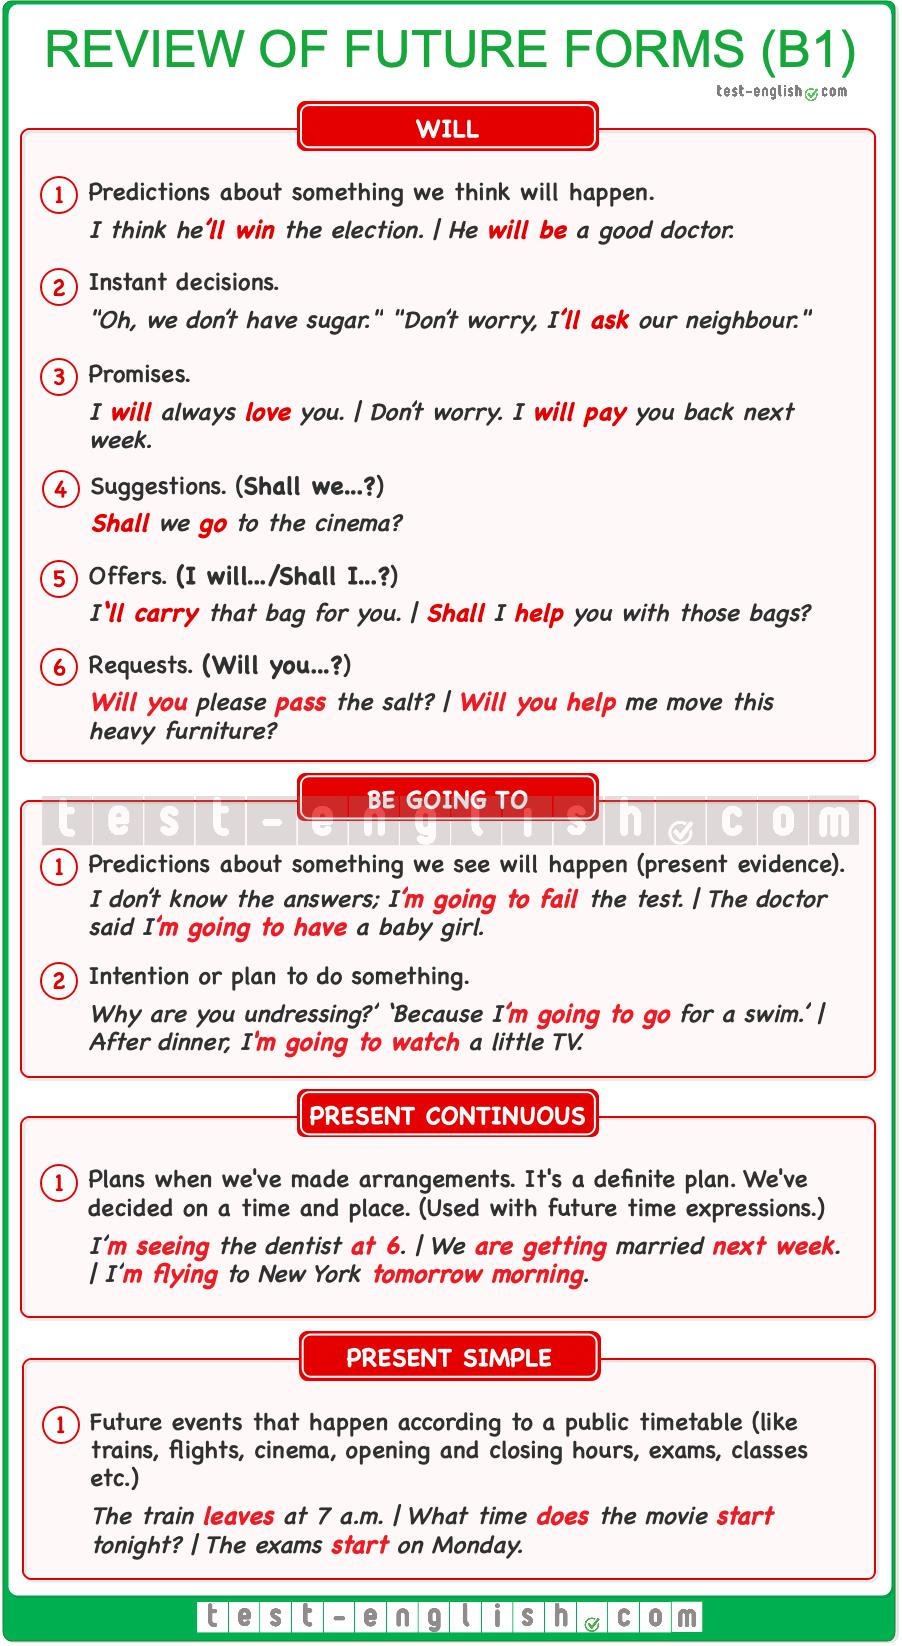 REVIEW OF FUTURE FORMS (B1)
test-english.com
WILL
1 Predictions about something we think will happen.
I think he'll win the election. | He will be a good doctor.
2 Instant decisions.
"Oh, we don't have sugar." "Don't worry, I'll ask our neighbour."
3 Promises.
I will always love you. | Don't worry. I will pay you back next
week.
4 Suggestions. (Shall we...?)
Shall we go to the cinema?
5 Offers. (I will.../Shall I...?)
I'll carry that bag for you. | Shall I help you with those bags?
6 Requests. (Will you...?)
Will you please pass the salt? | Will you help me move this
heavy furniture?
BE GOING TO
test-english.com
1 Predictions about something we see will happen (present evidence).
I don't know the answers; I'm going to fail the test. | The doctor
said I'm going to have a baby girl.
2 Intention or plan to do something.
Why are you undressing?' 'Because I'm going to go for a swim.' |
After dinner, I'm going to watch a little TV.
PRESENT CONTINUOUS
1 Plans when we've made arrangements. It's a definite plan. We've
decided on a time and place. (Used with future time expressions.)
I'm seeing the dentist at 6. | We are getting married next week.
| I'm flying to New York tomorrow morning.
PRESENT SIMPLE
1 Future events that happen according to a public timetable (like
trains, flights, cinema, opening and closing hours, exams, classes
etc.)
The train leaves at 7 a.m. | What time does the movie start
tonight? | The exams start on Monday.
test-english.com